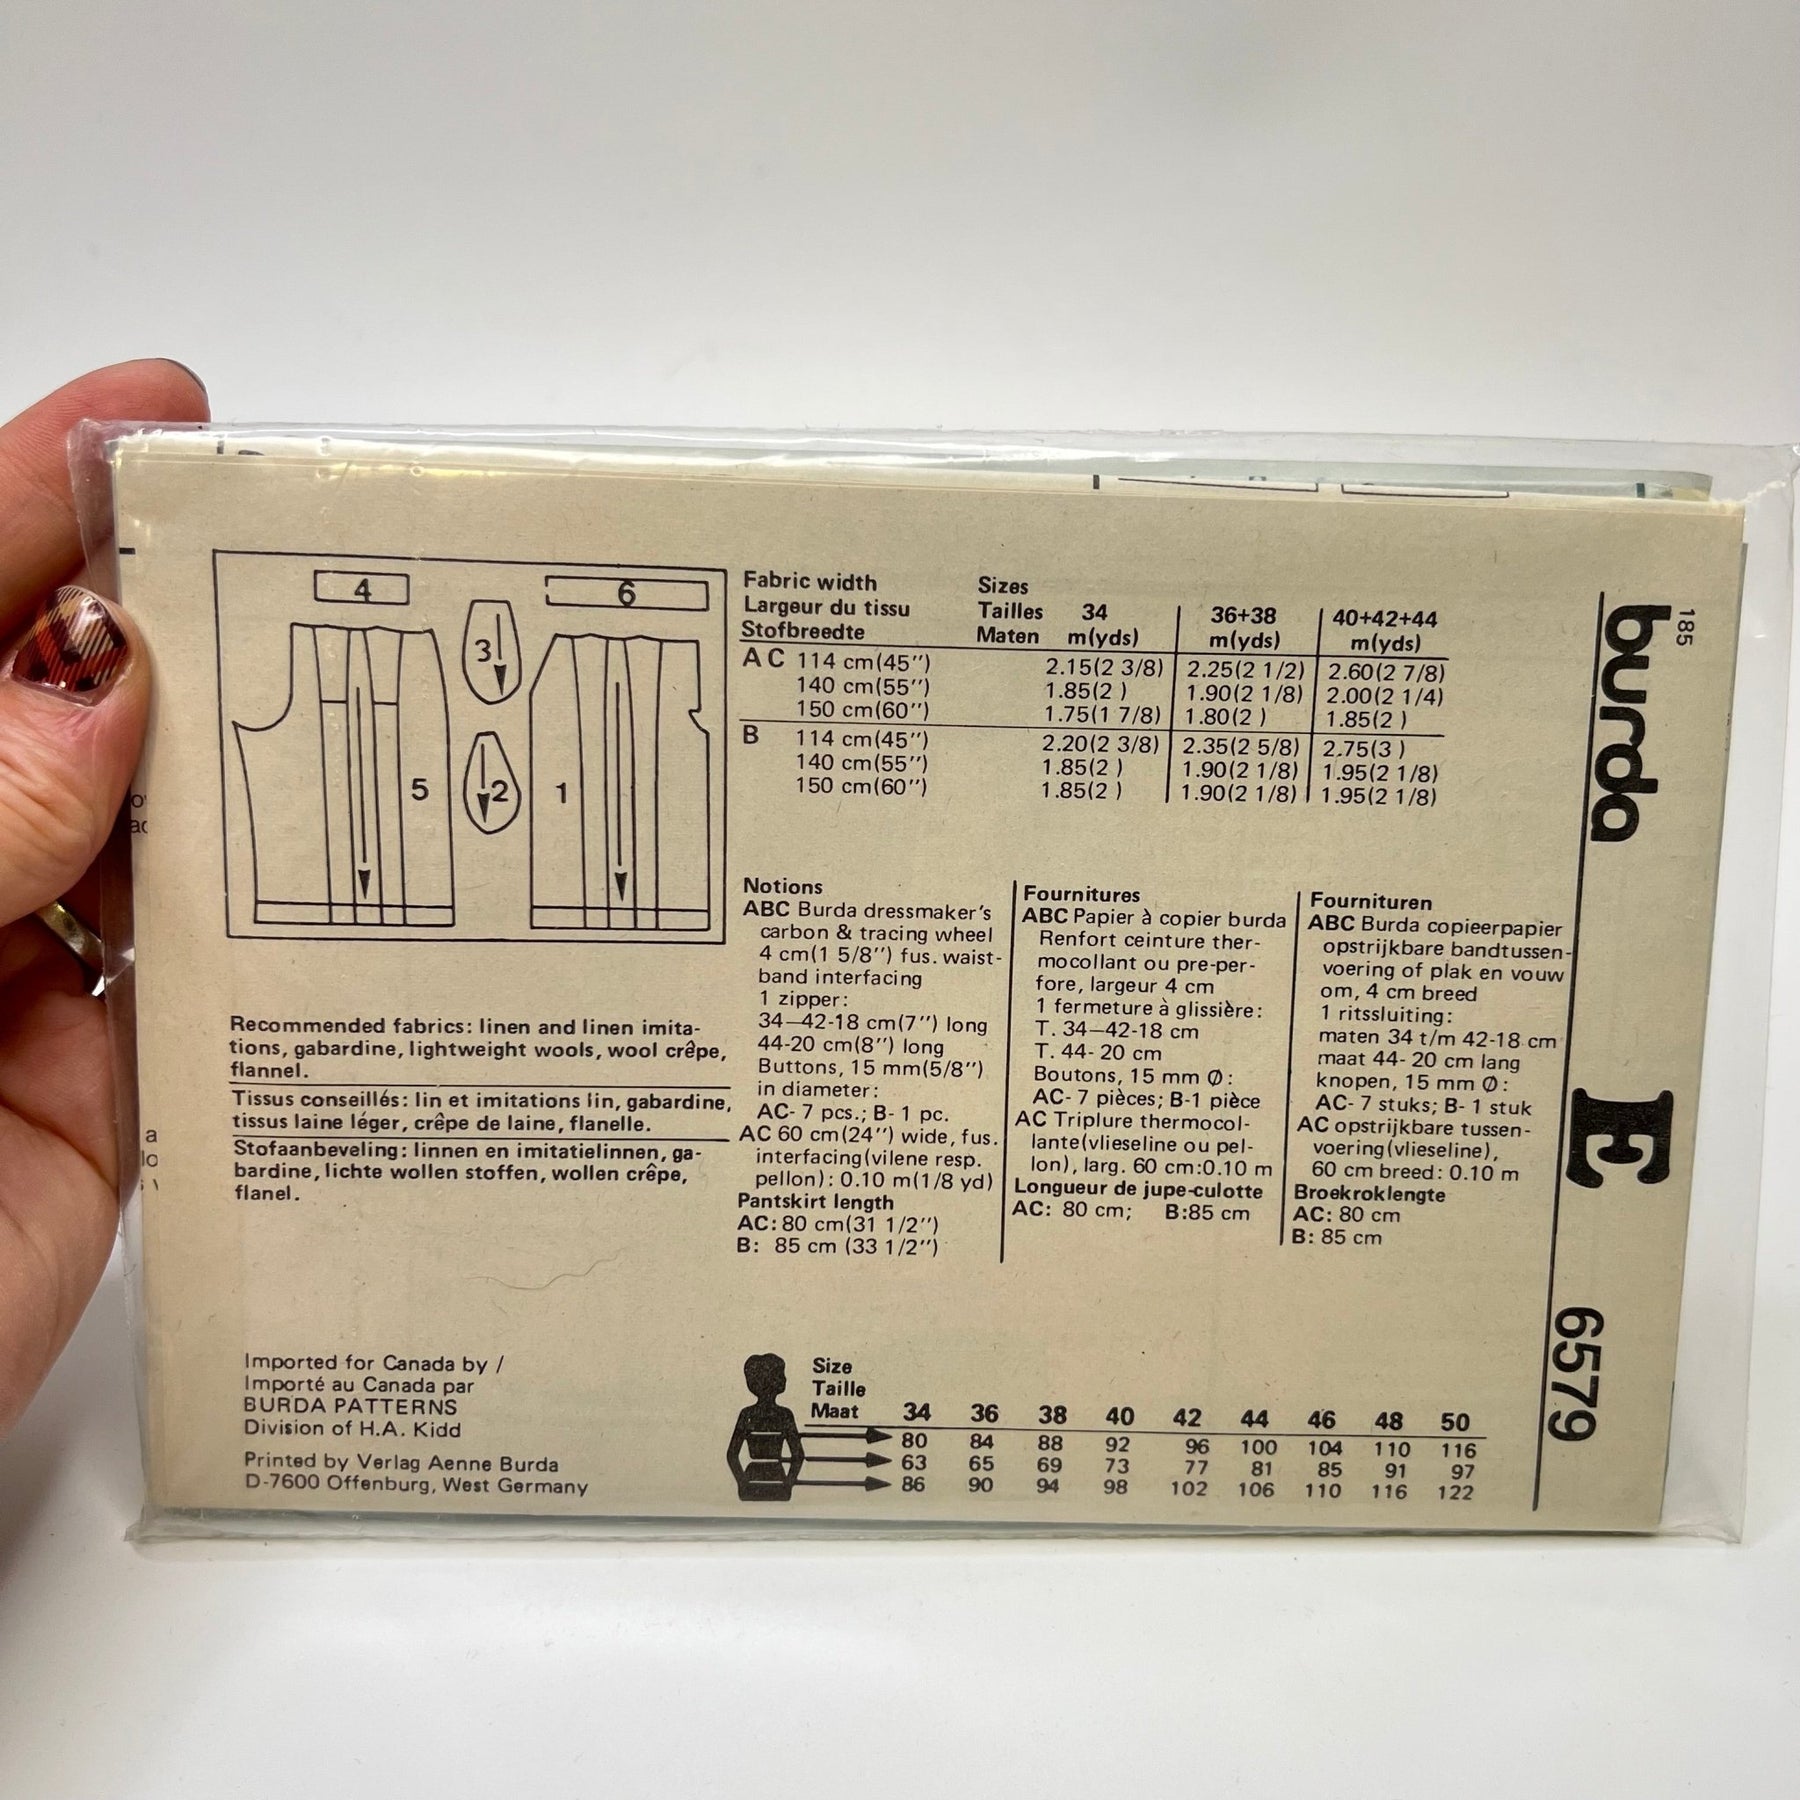 4
6
3
5
2
1
Fabric width Sizes
Largeur du tissu Tailles 34 36+38 40+42+44
Stofbreedte Maten m(yds) m(yds) m(yds)
A C 114 cm(45'') 2.15(2 3/8) 2.25(2 1/2) 2.60(2 7/8)
140 cm(55'') 1.85(2 ) 1.90(2 1/8) 2.00(2 1/4)
150 cm(60'') 1.75(1 7/8) 1.80(2 ) 1.85(2 )
B 114 cm(45'') 2.20(2 3/8) 2.35(2 5/8) 2.75(3 )
140 cm(55'') 1.85(2 ) 1.90(2 1/8) 1.95(2 1/8)
150 cm(60'') 1.85(2 ) 1.90(2 1/8) 1.95(2 1/8)
Recommended fabrics: linen and linen imita-
tions, gabardine, lightweight wools, wool crêpe,
flannel.
Tissus conseillés: lin et imitations lin, gabardine,
tissus laine léger, crêpe de laine, flanelle.
Stofaanbeveling: linnen en imitatielinnen, ga-
bardine, lichte wollen stoffen, wollen crêpe,
flanel.
Notions
ABC Burda dressmaker's
carbon & tracing wheel
4 cm(1 5/8'') fus. waist-
band interfacing
1 zipper:
34–42-18 cm(7'') long
44-20 cm(8'') long
Buttons, 15 mm(5/8'')
in diameter:
AC- 7 pcs.; B- 1 pc.
AC 60 cm(24'') wide, fus.
interfacing(vilene resp.
pellon): 0.10 m(1/8 yd)
Pantskirt length
AC: 80 cm(31 1/2'')
B: 85 cm (33 1/2'')
Fournitures
ABC Papier à copier burda
Renfort ceinture ther-
mocollant ou pre-per-
fore, largeur 4 cm
1 fermeture à glissière:
T. 34–42-18 cm
T. 44- 20 cm
Boutons, 15 mm Ø:
AC- 7 pièces; B-1 pièce
AC Triplure thermocol-
lante(vlieseline ou pel-
lon), larg. 60 cm:0.10 m
Longueur de jupe-culotte
AC: 80 cm; B:85 cm
Fournituren
ABC Burda copieerpapier
opstrijkbare bandtussen-
voering of plak en vouw
om, 4 cm breed
1 ritssluiting:
maten 34 t/m 42-18 cm
maat 44- 20 cm lang
knopen, 15 mm Ø:
AC- 7 stuks; B- 1 stuk
AC opstrijkbare tussen-
voering(vlieseline),
60 cm breed: 0.10 m
Broekroklengte
AC: 80 cm
B: 85 cm
Imported for Canada by /
Importé au Canada par
BURDA PATTERNS
Division of H.A. Kidd
Printed by Verlag Aenne Burda
D-7600 Offenburg, West Germany
Size
Taille
Maat 34 36 38 40 42 44 46 48 50
80 84 88 92 96 100 104 110 116
63 65 69 73 77 81 85 91 97
86 90 94 98 102 106 110 116 122
185
burda
E
6579